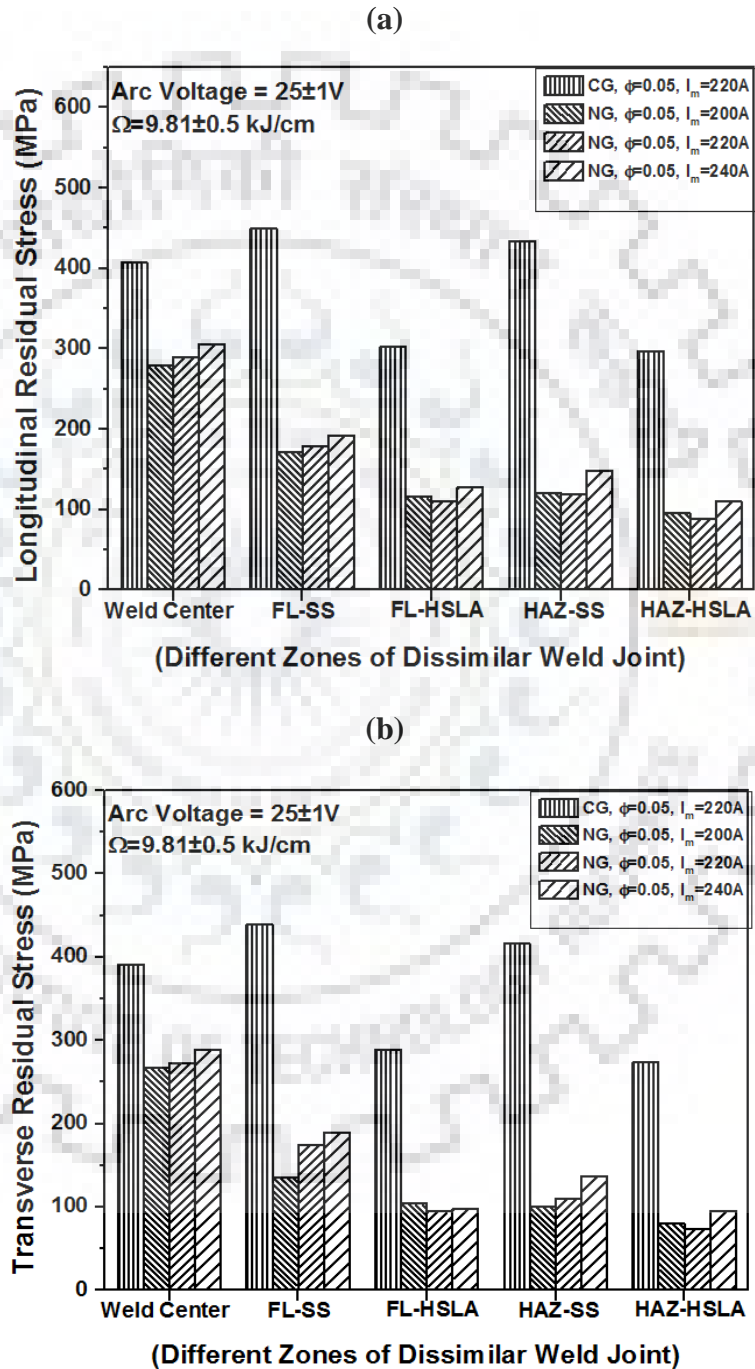 (a)
Longitudinal Residual Stress (MPa)
600
500
400
300
200
100
0
Arc Voltage = 25±1V
Ω=9.81±0.5 kJ/cm
CG, ϕ=0.05, Iₘ=220A
NG, ϕ=0.05, Iₘ=200A
NG, ϕ=0.05, Iₘ=220A
NG, ϕ=0.05, Iₘ=240A
Weld Center FL-SS FL-HSLA HAZ-SS HAZ-HSLA
(Different Zones of Dissimilar Weld Joint)
(b)
Transverse Residual Stress (MPa)
600
500
400
300
200
100
0
Arc Voltage = 25±1V
Ω=9.81±0.5 kJ/cm
CG, ϕ=0.05, Iₘ=220A
NG, ϕ=0.05, Iₘ=200A
NG, ϕ=0.05, Iₘ=220A
NG, ϕ=0.05, Iₘ=240A
Weld Center FL-SS FL-HSLA HAZ-SS HAZ-HSLA
(Different Zones of Dissimilar Weld Joint)